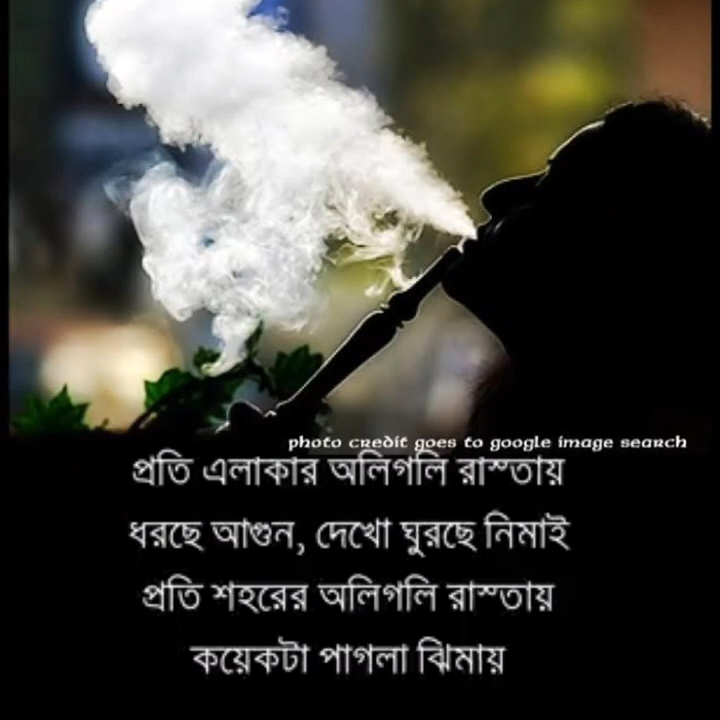 photo credit goes to google image search
প্রতি এলাকার অলিগলি রাস্তায়
ধরছে আগুন, দেখো ঘুরছে নিমাই
প্রতি শহরের অলিগলি রাস্তায়
কয়েকটা পাগলা ঝিমায়